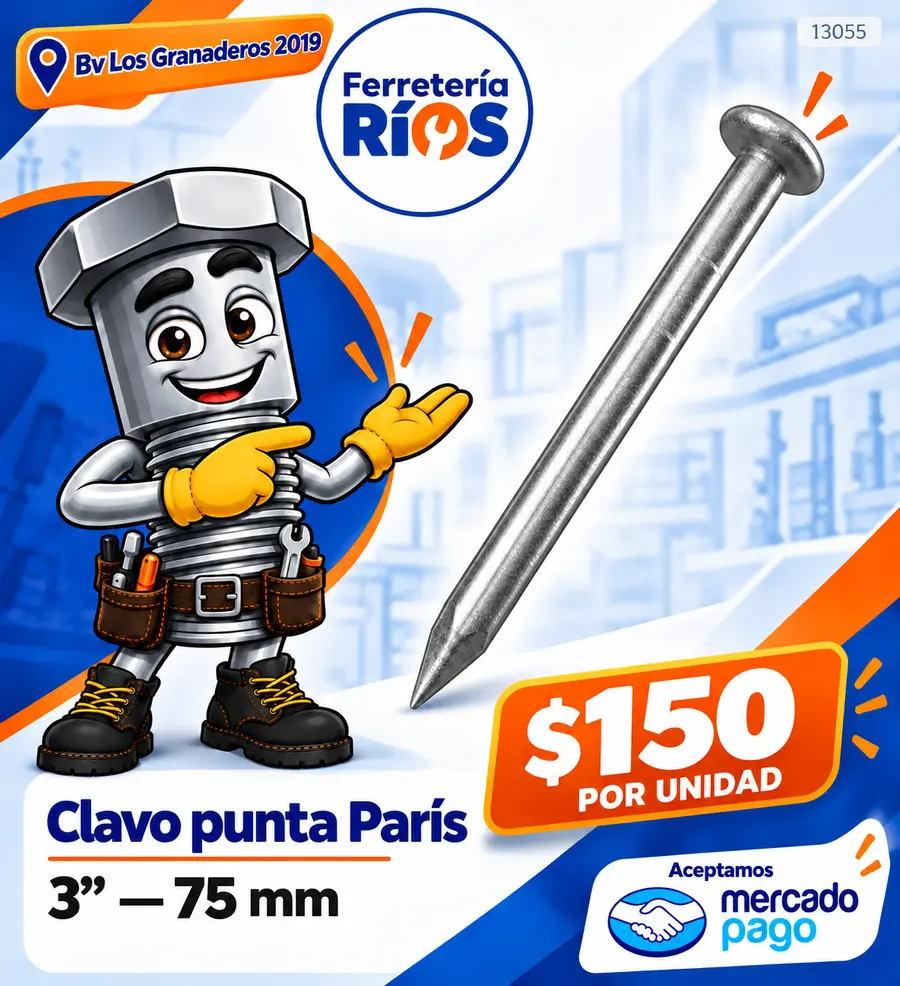 Bv Los Granaderos 2019
Ferretería
RÍOS
13055
$150
POR UNIDAD
Clavo punta París
3” — 75 mm
Aceptamos
mercado
pago